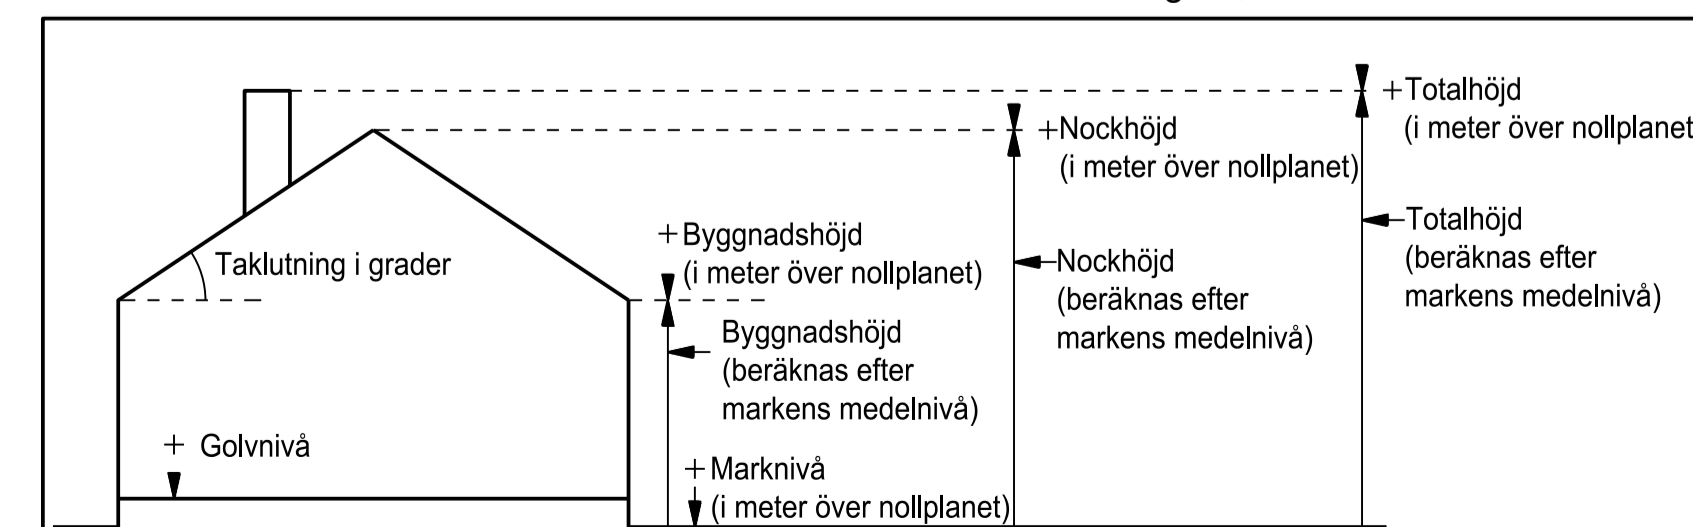 +Totalhöjd
(i meter över nollplanet
+Nockhöjd
(i meter över nollplanet)
+Byggnadshöjd
(i meter över nollplanet)
Totalhöjd
(beräknas efter
markens medelnivå)
Nockhöjd
(beräknas efter
markens medelnivå)
Taklutning i grader
Byggnadshöjd
(beräknas efter
markens medelnivå)
+ Golvnivå
+Marknivå
(i meter över nollplanet)